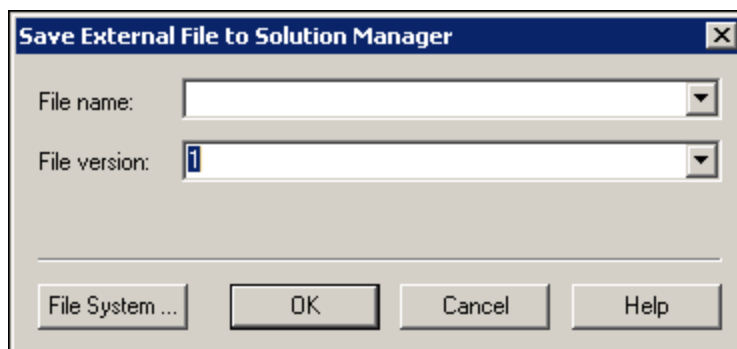 Save External File to Solution Manager
File name:
File version: 1
File System ... OK Cancel Help